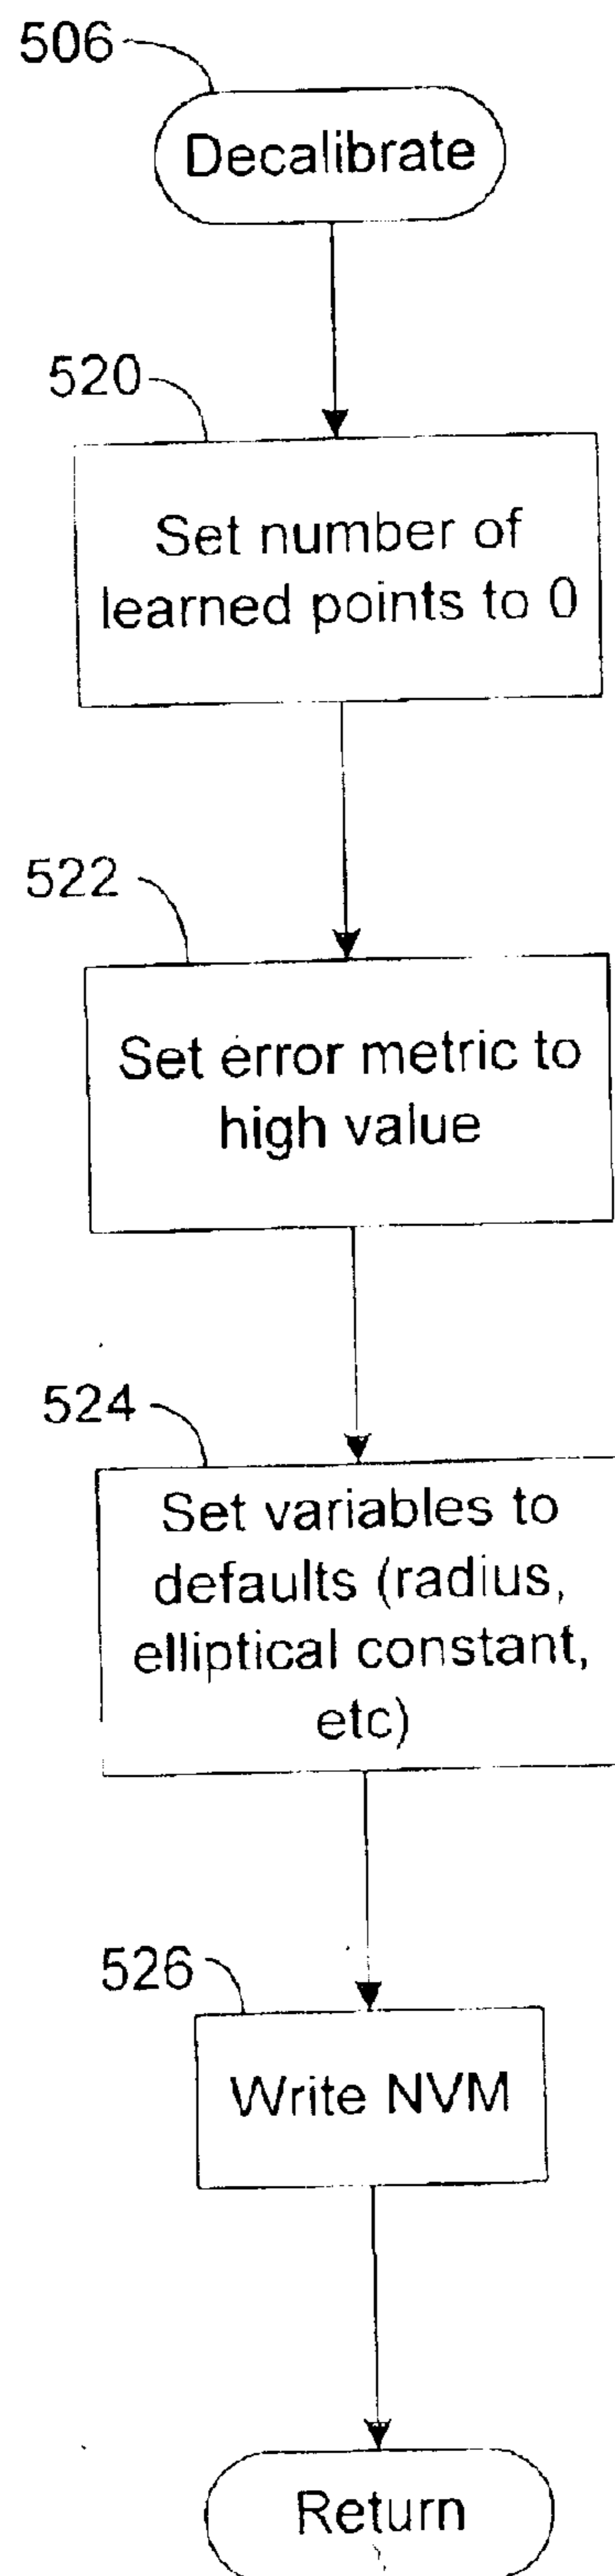 506
Decalibrate
520
Set number of
learned points to 0
522
Set error metric to
high value
524
Set variables to
defaults (radius,
elliptical constant,
etc)
526
Write NVM
Return